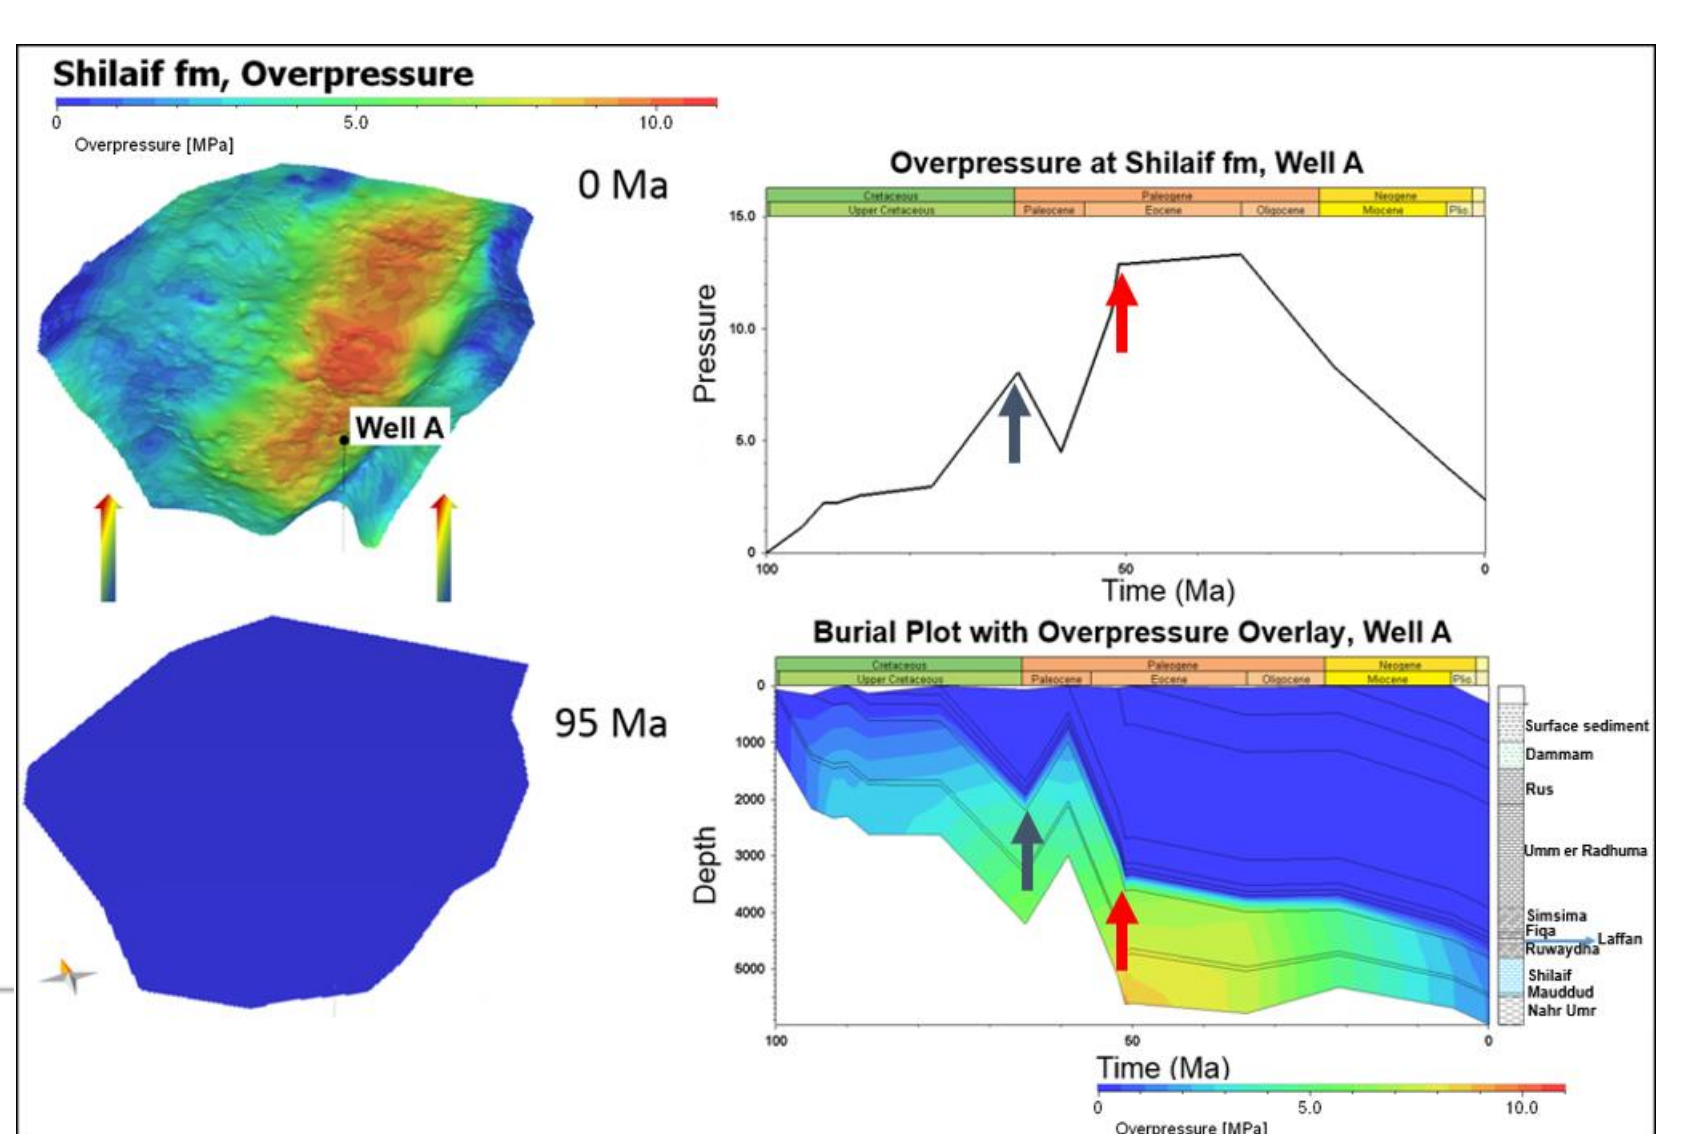 Shilaif fm, Overpressure
0 5.0 10.0
Overpressure [MPa]
0 Ma
Well A
95 Ma
Overpressure at Shilaif fm, Well A
Cretaceous Paleogene Neogene
Upper Cretaceous Paleocene Eocene Oligocene Miocene Plio.
15.0
10.0
5.0
0
Pressure
100 50 0
Time (Ma)
Burial Plot with Overpressure Overlay, Well A
Cretaceous Paleogene Neogene
Upper Cretaceous Paleocene Eocene Oligocene Miocene Plio.
0
1000
2000
3000
4000
5000
Depth
100 50 0
Time (Ma)
Surface sediment
Dammam
Rus
Umm er Radhuma
Simsima
Fiqa
Laffan
Ruwaydha
Shilaif
Mauddud
Nahr Umr
0 5.0 10.0
Overpressure [MPa]